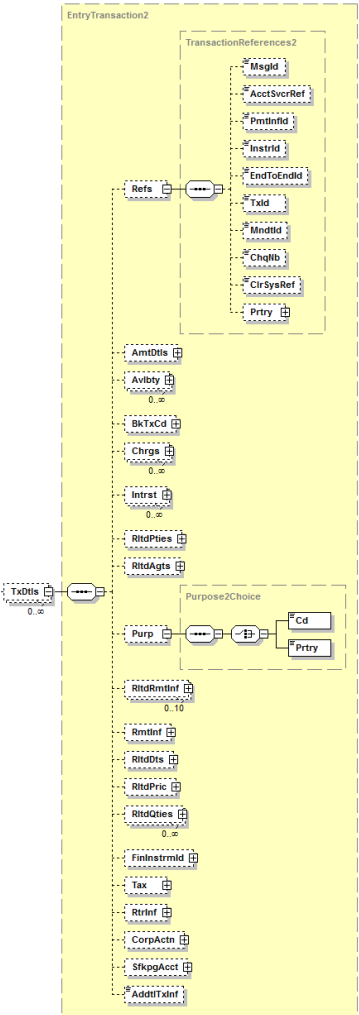 EntryTransaction2
TransactionReferences2
MsgId
AcctSvcrRef
PmtInfId
InstrId
EndToEndId
TxId
MndtId
ChqNb
ClrSysRef
Prtry
Refs
AmtDtls
Avlbty
0..∞
BkTxCd
Chrgs
0..∞
Intrst
0..∞
RltdPties
RltdAgts
TxDtls
0..∞
Purpose2Choice
Purp
Cd
Prtry
RltdRmtInf
0..10
RmtInf
RltdDts
RltdPric
RltdQties
0..∞
FinInstrmId
Tax
RtrInf
CorpActn
SfkpgAcct
AddtlTxInf